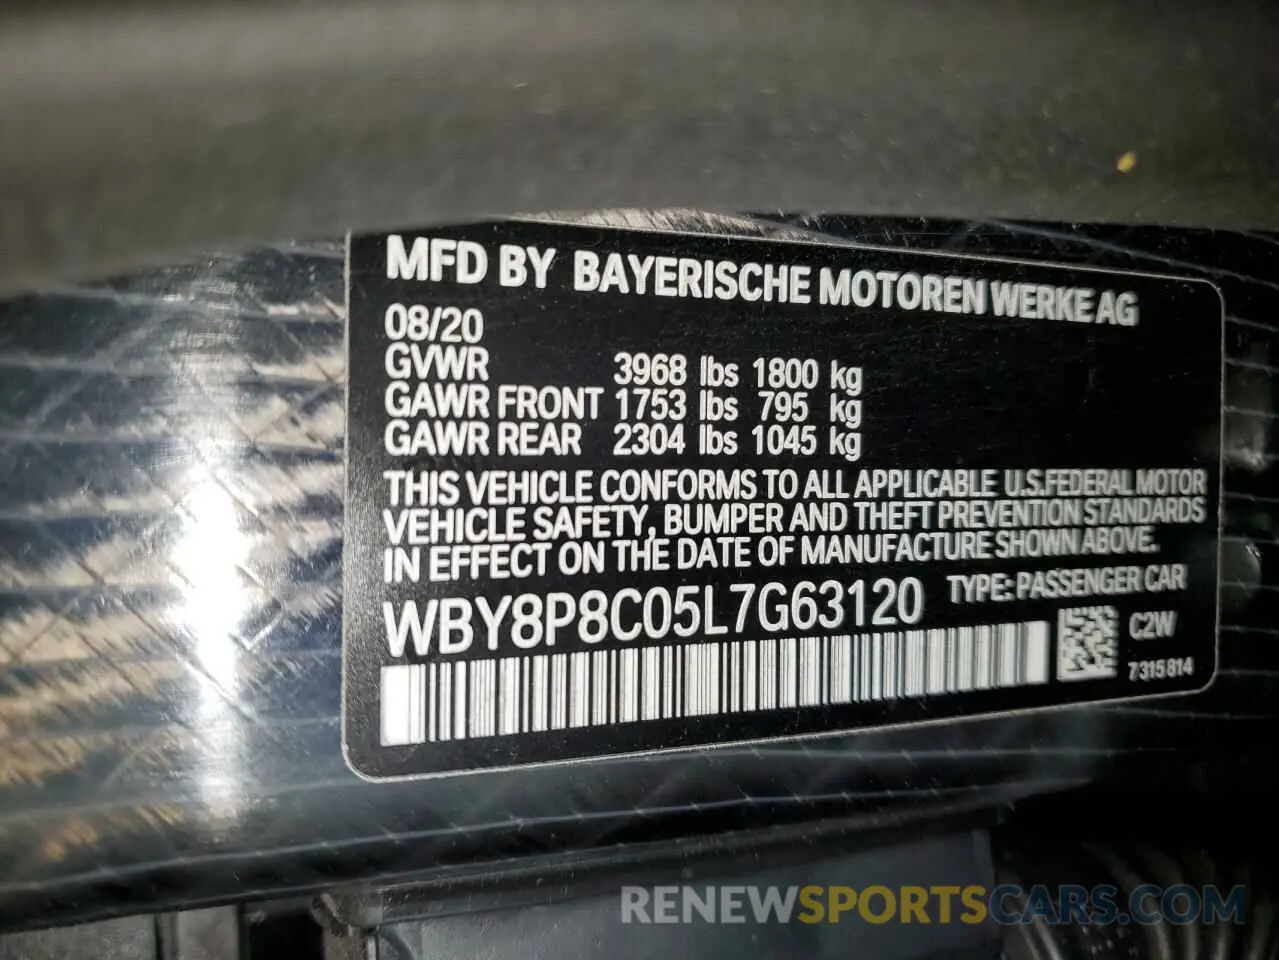 MFD BY BAYERISCHE MOTOREN WERKE AG
08/20
GVWR 3968 lbs 1800 kg
GAWR FRONT 1753 lbs 795 kg
GAWR REAR 2304 lbs 1045 kg
THIS VEHICLE CONFORMS TO ALL APPLICABLE U.S.FEDERAL MOTOR
VEHICLE SAFETY, BUMPER AND THEFT PREVENTION STANDARDS
IN EFFECT ON THE DATE OF MANUFACTURE SHOWN ABOVE.
WBY8P8C05L7G63120 TYPE: PASSENGER CAR
C2W
7315814
RENEWSPORTSCARS.COM